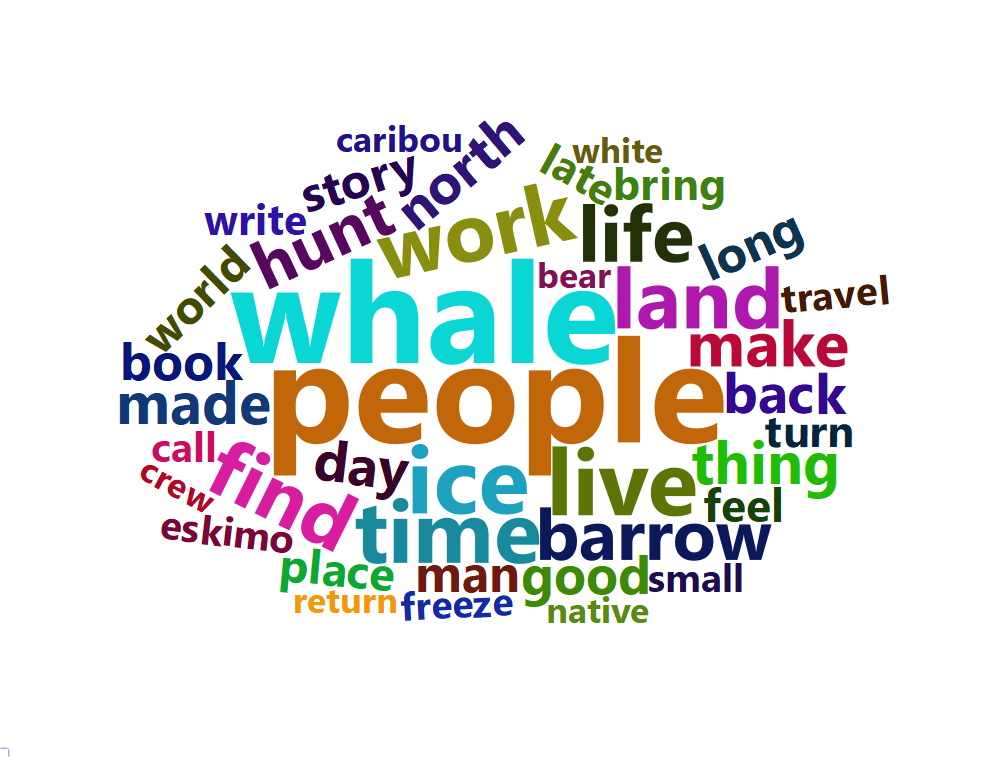 caribou
north
white
late
story
bring
write
hunt
work
life
long
world
bear
whale
land
travel
make
book
people
back
made
turn
call
find
day
ice
live
thing
crew
feel
eskimo
time
barrow
place
man
good
small
return
freeze
native